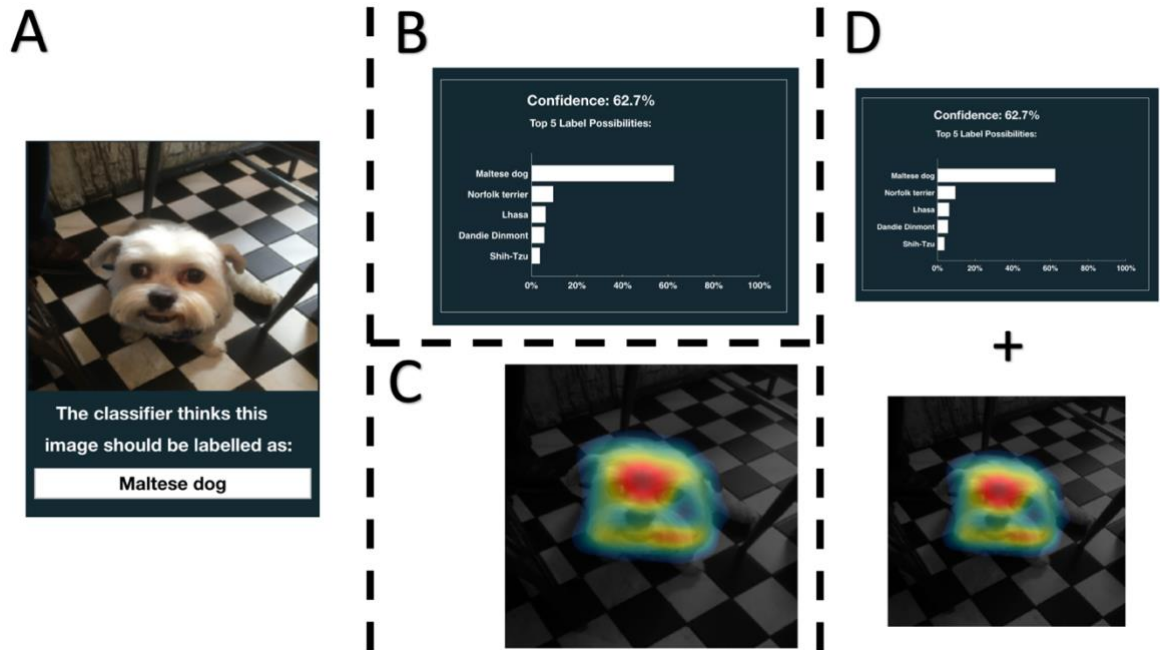 A
The classifier thinks this
image should be labelled as:
Maltese dog
B
Confidence: 62.7%
Top 5 Label Possibilities:
Maltese dog
Norfolk terrier
Lhasa
Dandie Dinmont
Shih-Tzu
0% 20% 40% 60% 80% 100%
C
D
Confidence: 62.7%
Top 5 Label Possibilities:
Maltese dog
Norfolk terrier
Lhasa
Dandie Dinmont
Shih-Tzu
0% 20% 40% 60% 80% 100%
+